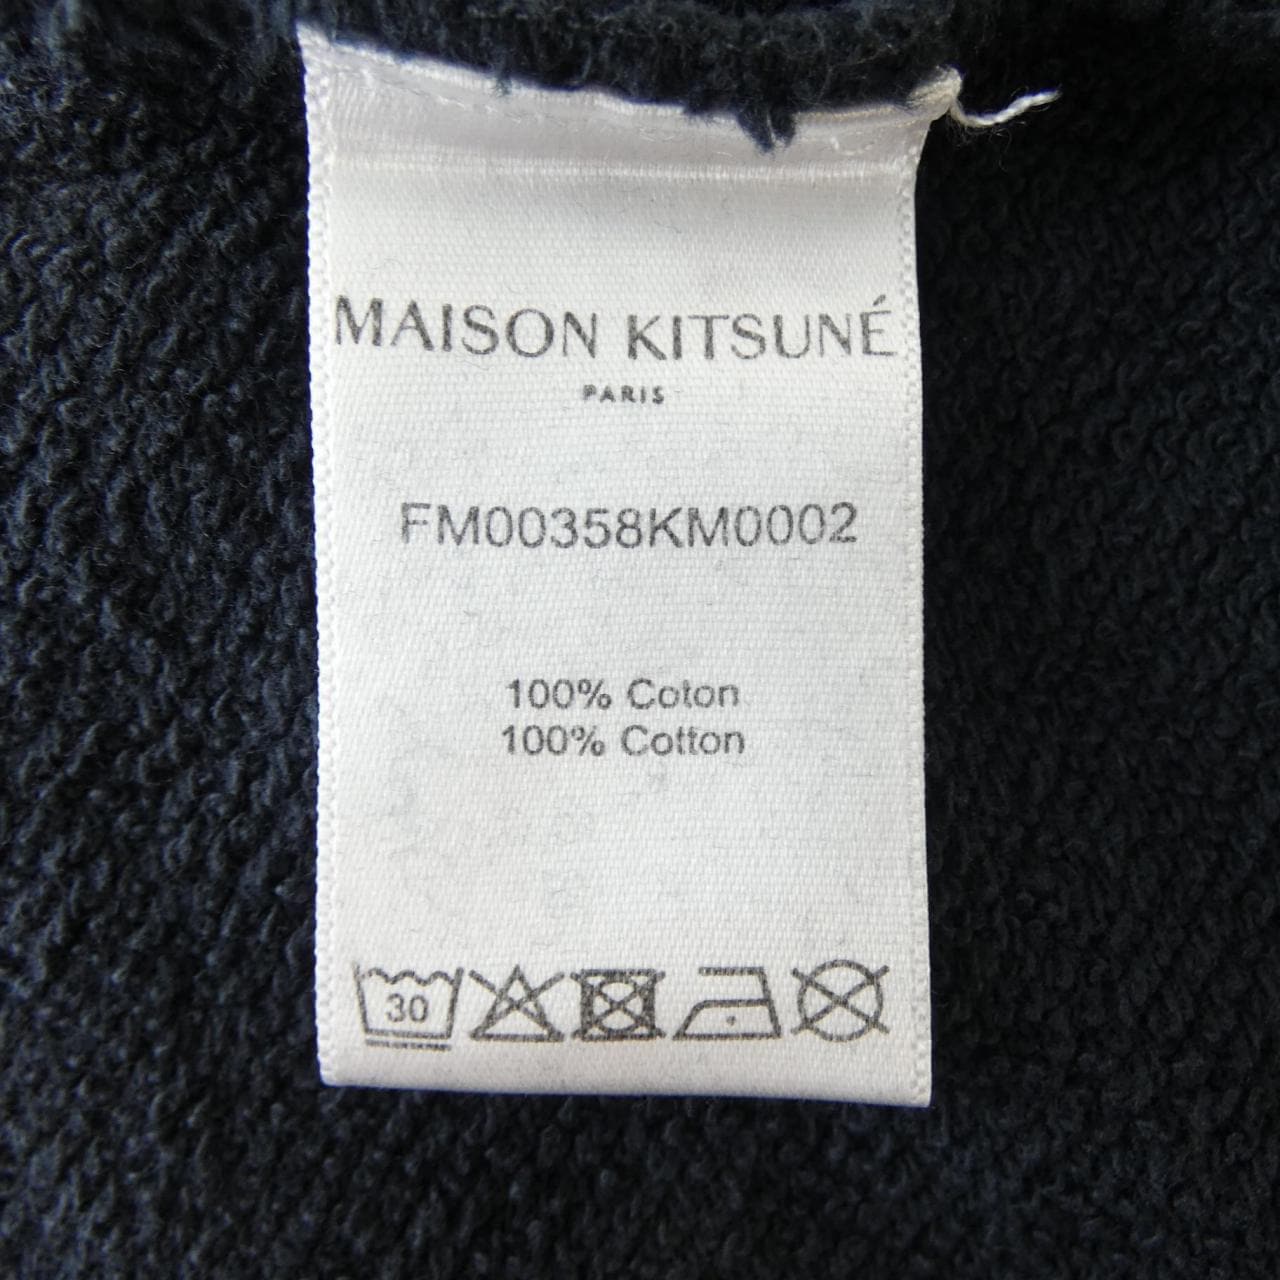 MAISON KITSUNÉ
PARIS
FM00358KM0002
100% Coton
100% Cotton
30